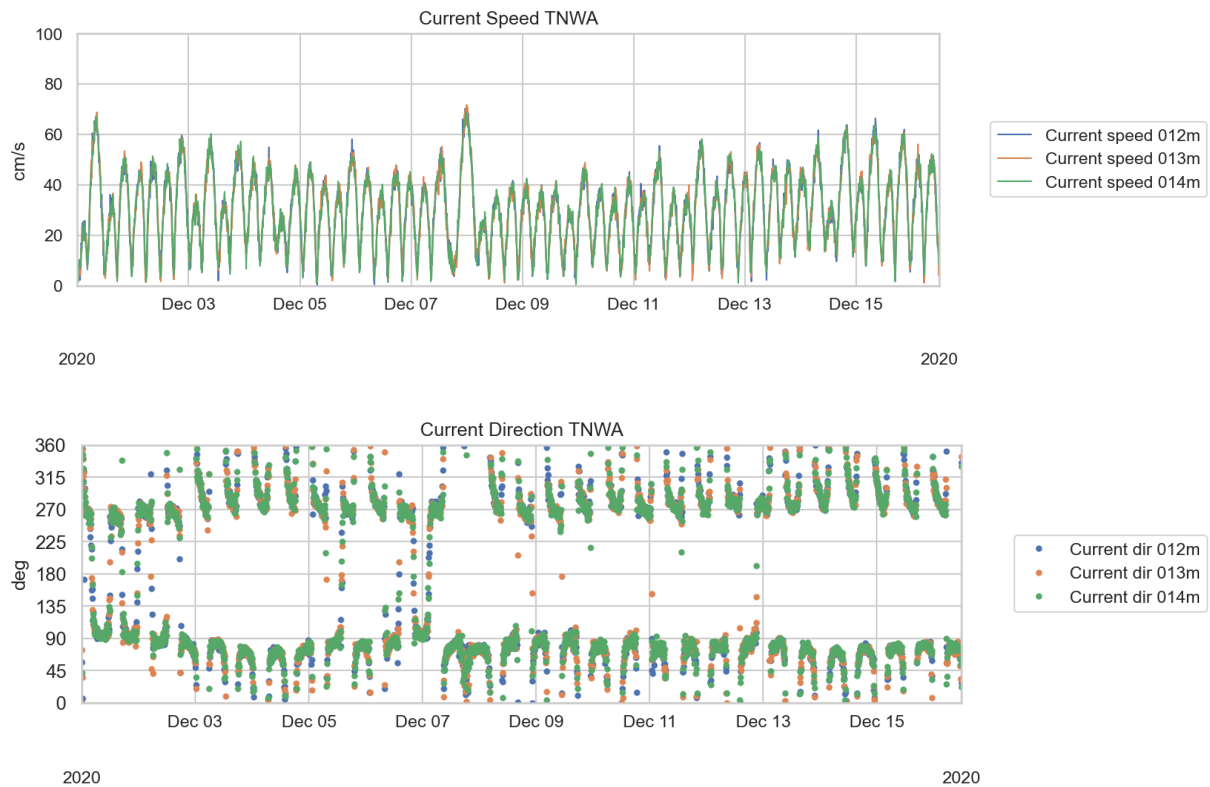 Current Speed TNWA
100
80
60
40
20
0
cm/s
Dec 03 Dec 05 Dec 07 Dec 09 Dec 11 Dec 13 Dec 15
2020 2020
Current speed 012m
Current speed 013m
Current speed 014m
Current Direction TNWA
360
315
270
225
180
135
90
45
0
deg
Dec 03 Dec 05 Dec 07 Dec 09 Dec 11 Dec 13 Dec 15
2020 2020
Current dir 012m
Current dir 013m
Current dir 014m